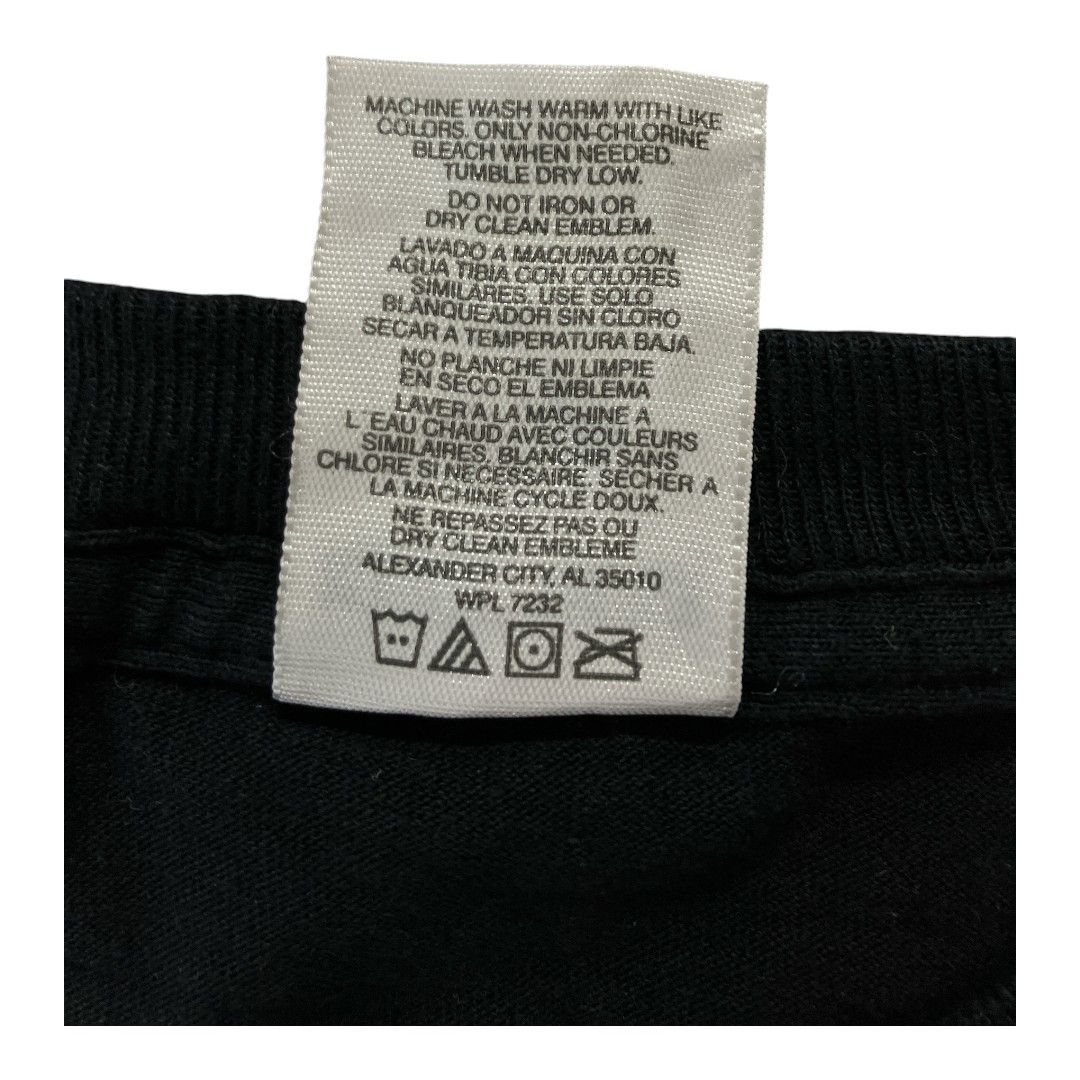 MACHINE WASH WARM WITH LIKE
COLORS. ONLY NON-CHLORINE
BLEACH WHEN NEEDED.
TUMBLE DRY LOW.
DO NOT IRON OR
DRY CLEAN EMBLEM.
LAVADO A MAQUINA CON
AGUA TIBIA CON COLORES
SIMILARES. USE SOLO
BLANQUEADOR SIN CLORO
SECAR A TEMPERATURA BAJA.
NO PLANCHE NI LIMPIE
EN SECO EL EMBLEMA
LAVER A LA MACHINE A
L'EAU CHAUD AVEC COULEURS
SIMILAIRES. BLANCHIR SANS
CHLORE SI NECESSAIRE. SECHER A
LA MACHINE CYCLE DOUX.
NE REPASSEZ PAS OU
DRY CLEAN EMBLEME
ALEXANDER CITY, AL 35010
WPL 7232